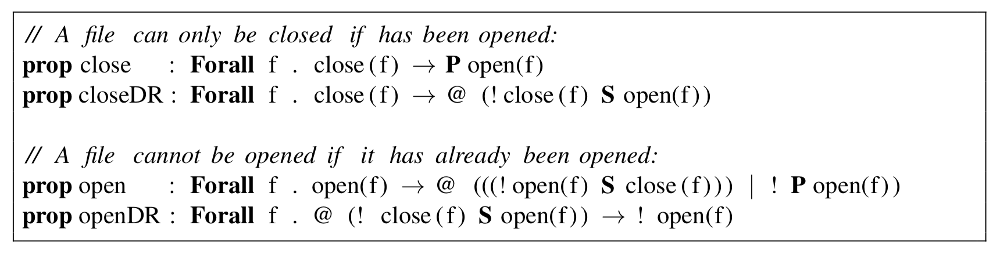 // A file can only be closed if has been opened:
prop close : Forall f . close(f) → P open(f)
prop closeDR : Forall f . close(f) → @ (! close(f) S open(f))
// A file cannot be opened if it has already been opened:
prop open : Forall f . open(f) → @ (((! open(f) S close(f))) | ! P open(f))
prop openDR : Forall f . @ (! close(f) S open(f)) → ! open(f)